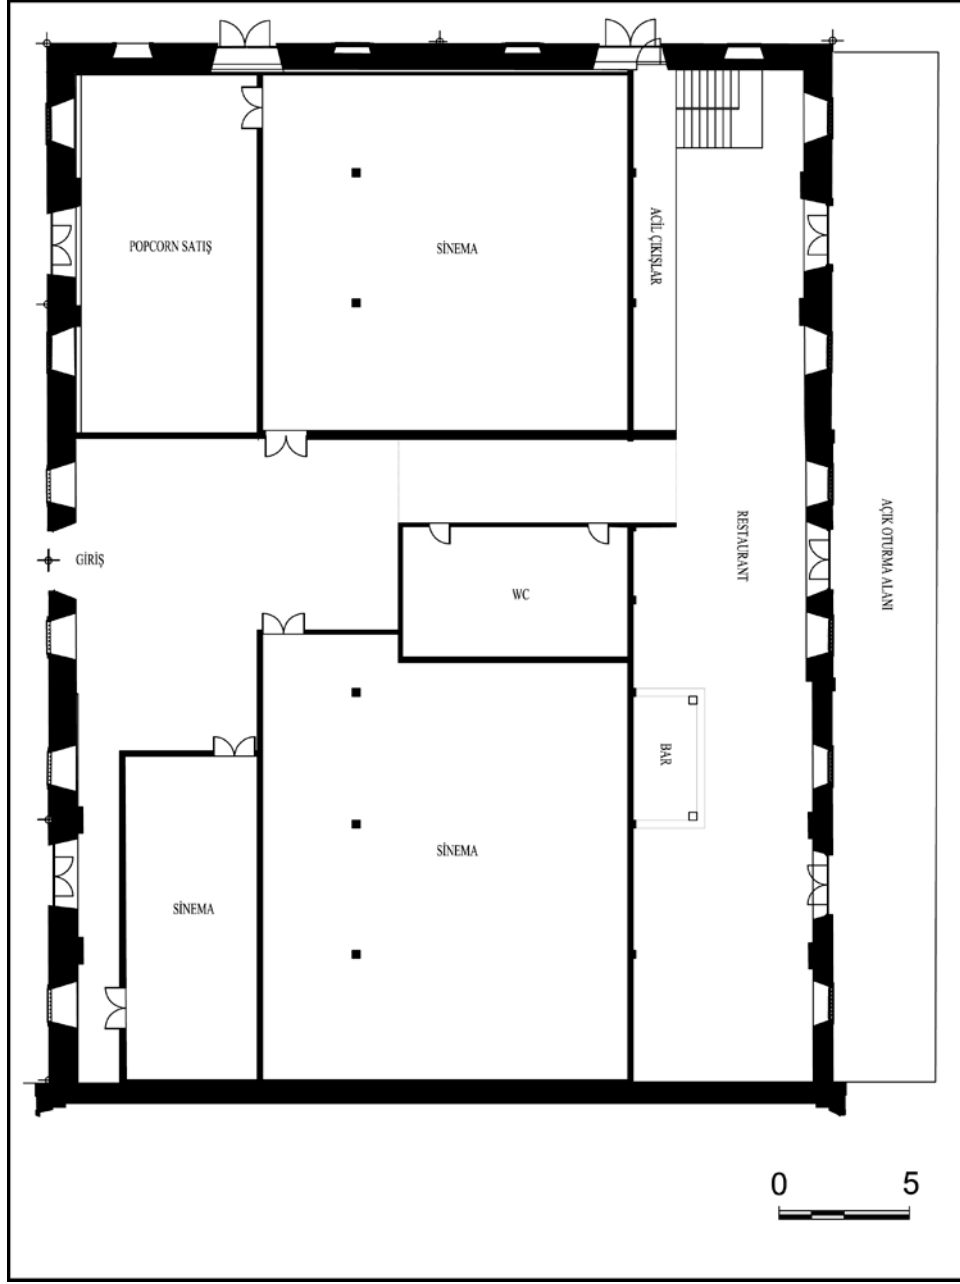 POPCORN SATIŞ
SİNEMA
ACİL ÇIKIŞLAR
GİRİŞ
WC
RESTAURANT
AÇIK OTURMA ALANI
BAR
SİNEMA
SİNEMA
0 5